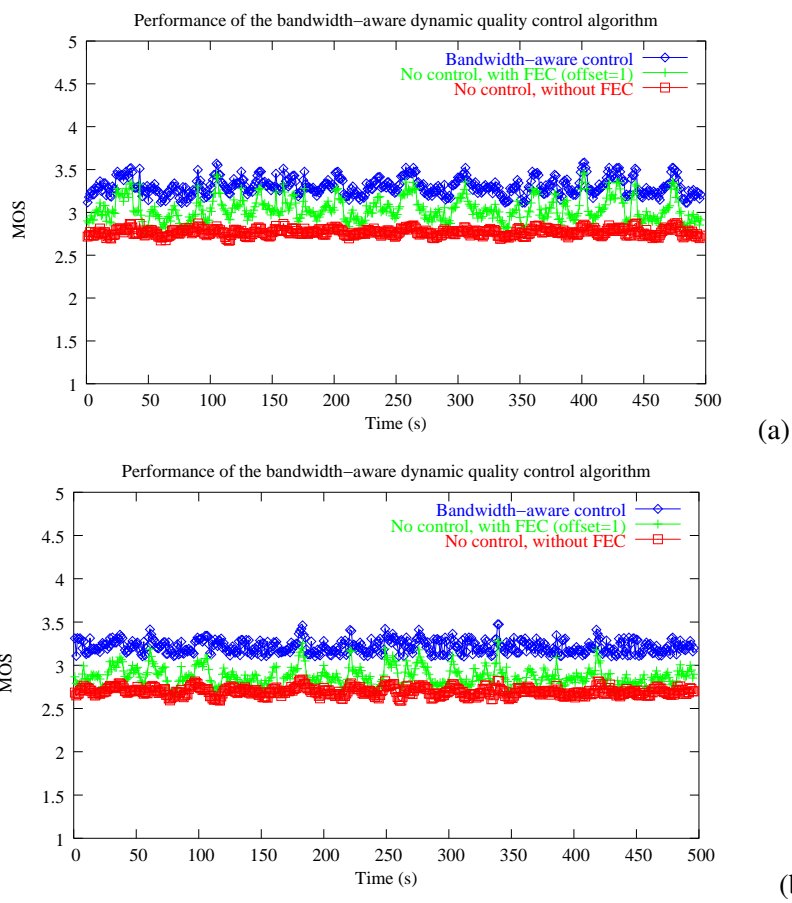 Performance of the bandwidth−aware dynamic quality control algorithm
5
Bandwidth−aware control
No control, with FEC (offset=1)
4.5
No control, without FEC
4
3.5
3
MOS
2.5
2
1.5
1
0 50 100 150 200 250 300 350 400 450 500
Time (s)
(a)
Performance of the bandwidth−aware dynamic quality control algorithm
5
Bandwidth−aware control
No control, with FEC (offset=1)
4.5
No control, without FEC
4
3.5
3
MOS
2.5
2
1.5
1
0 50 100 150 200 250 300 350 400 450 500
Time (s)
(b